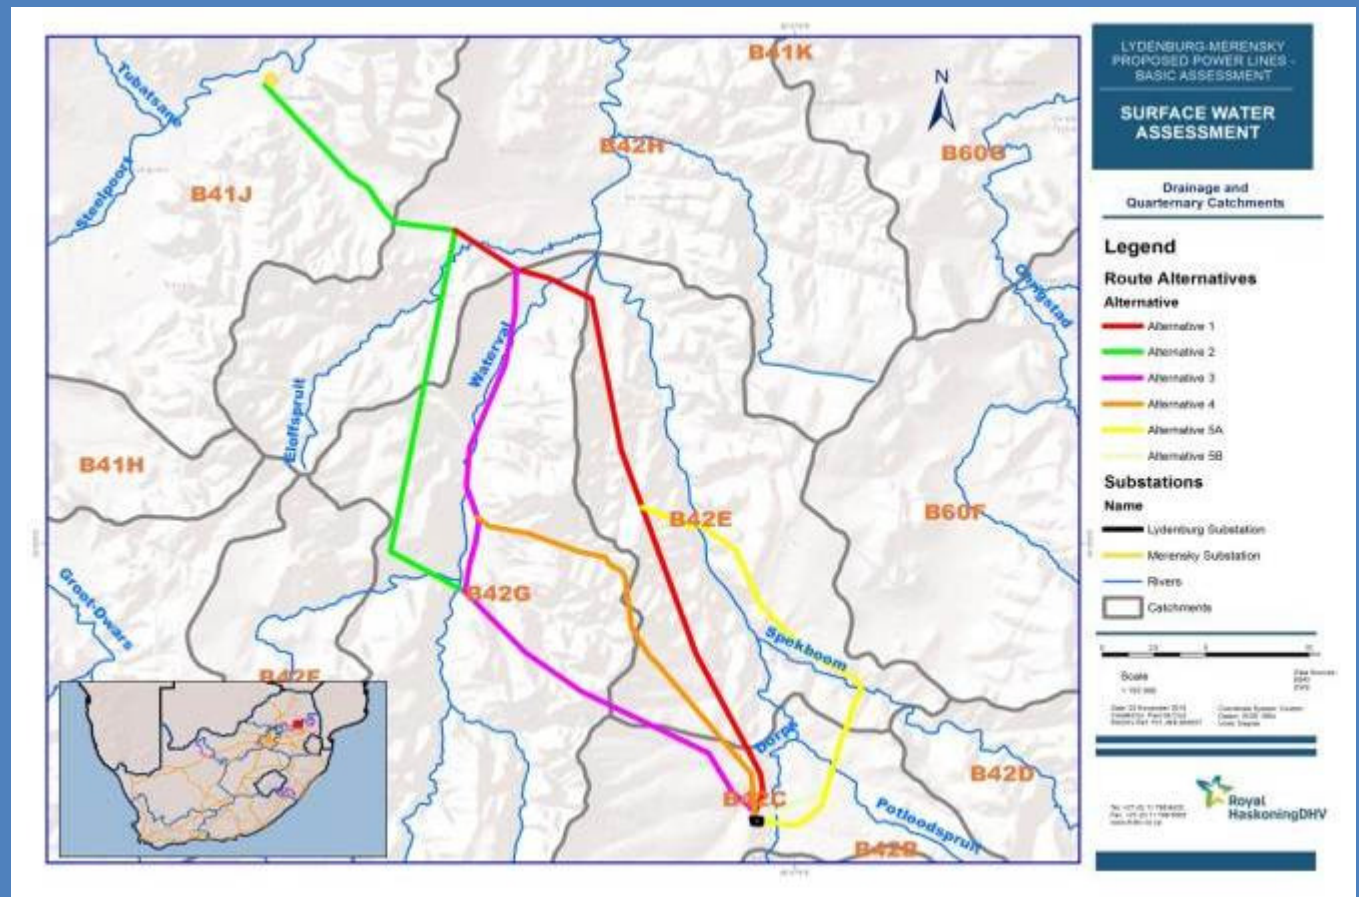 LYDENBURG-MERENSKY
PROPOSED POWER LINES -
BASIC ASSESSMENT
SURFACE WATER
ASSESSMENT
Drainage and
Quarternary Catchments
Legend
Route Alternatives
Alternative
Alternative 1
Alternative 2
Alternative 3
Alternative 4
Alternative 5A
Alternative 5B
Substations
Name
Lydenburg Substation
Merensky Substation
Rivers
Catchments
Scale
Royal
HaskoningDHV
N
B41K
Tubatsane
B42H
B60G
Steelpoort
B41J
Ohrigstad
Waterval
Eloffspruit
B41H
B42E
B60F
Groot-Dwars
B42G
Spekboom
B42F
Dorps
B42D
B42C
Potloodspruit
B42B